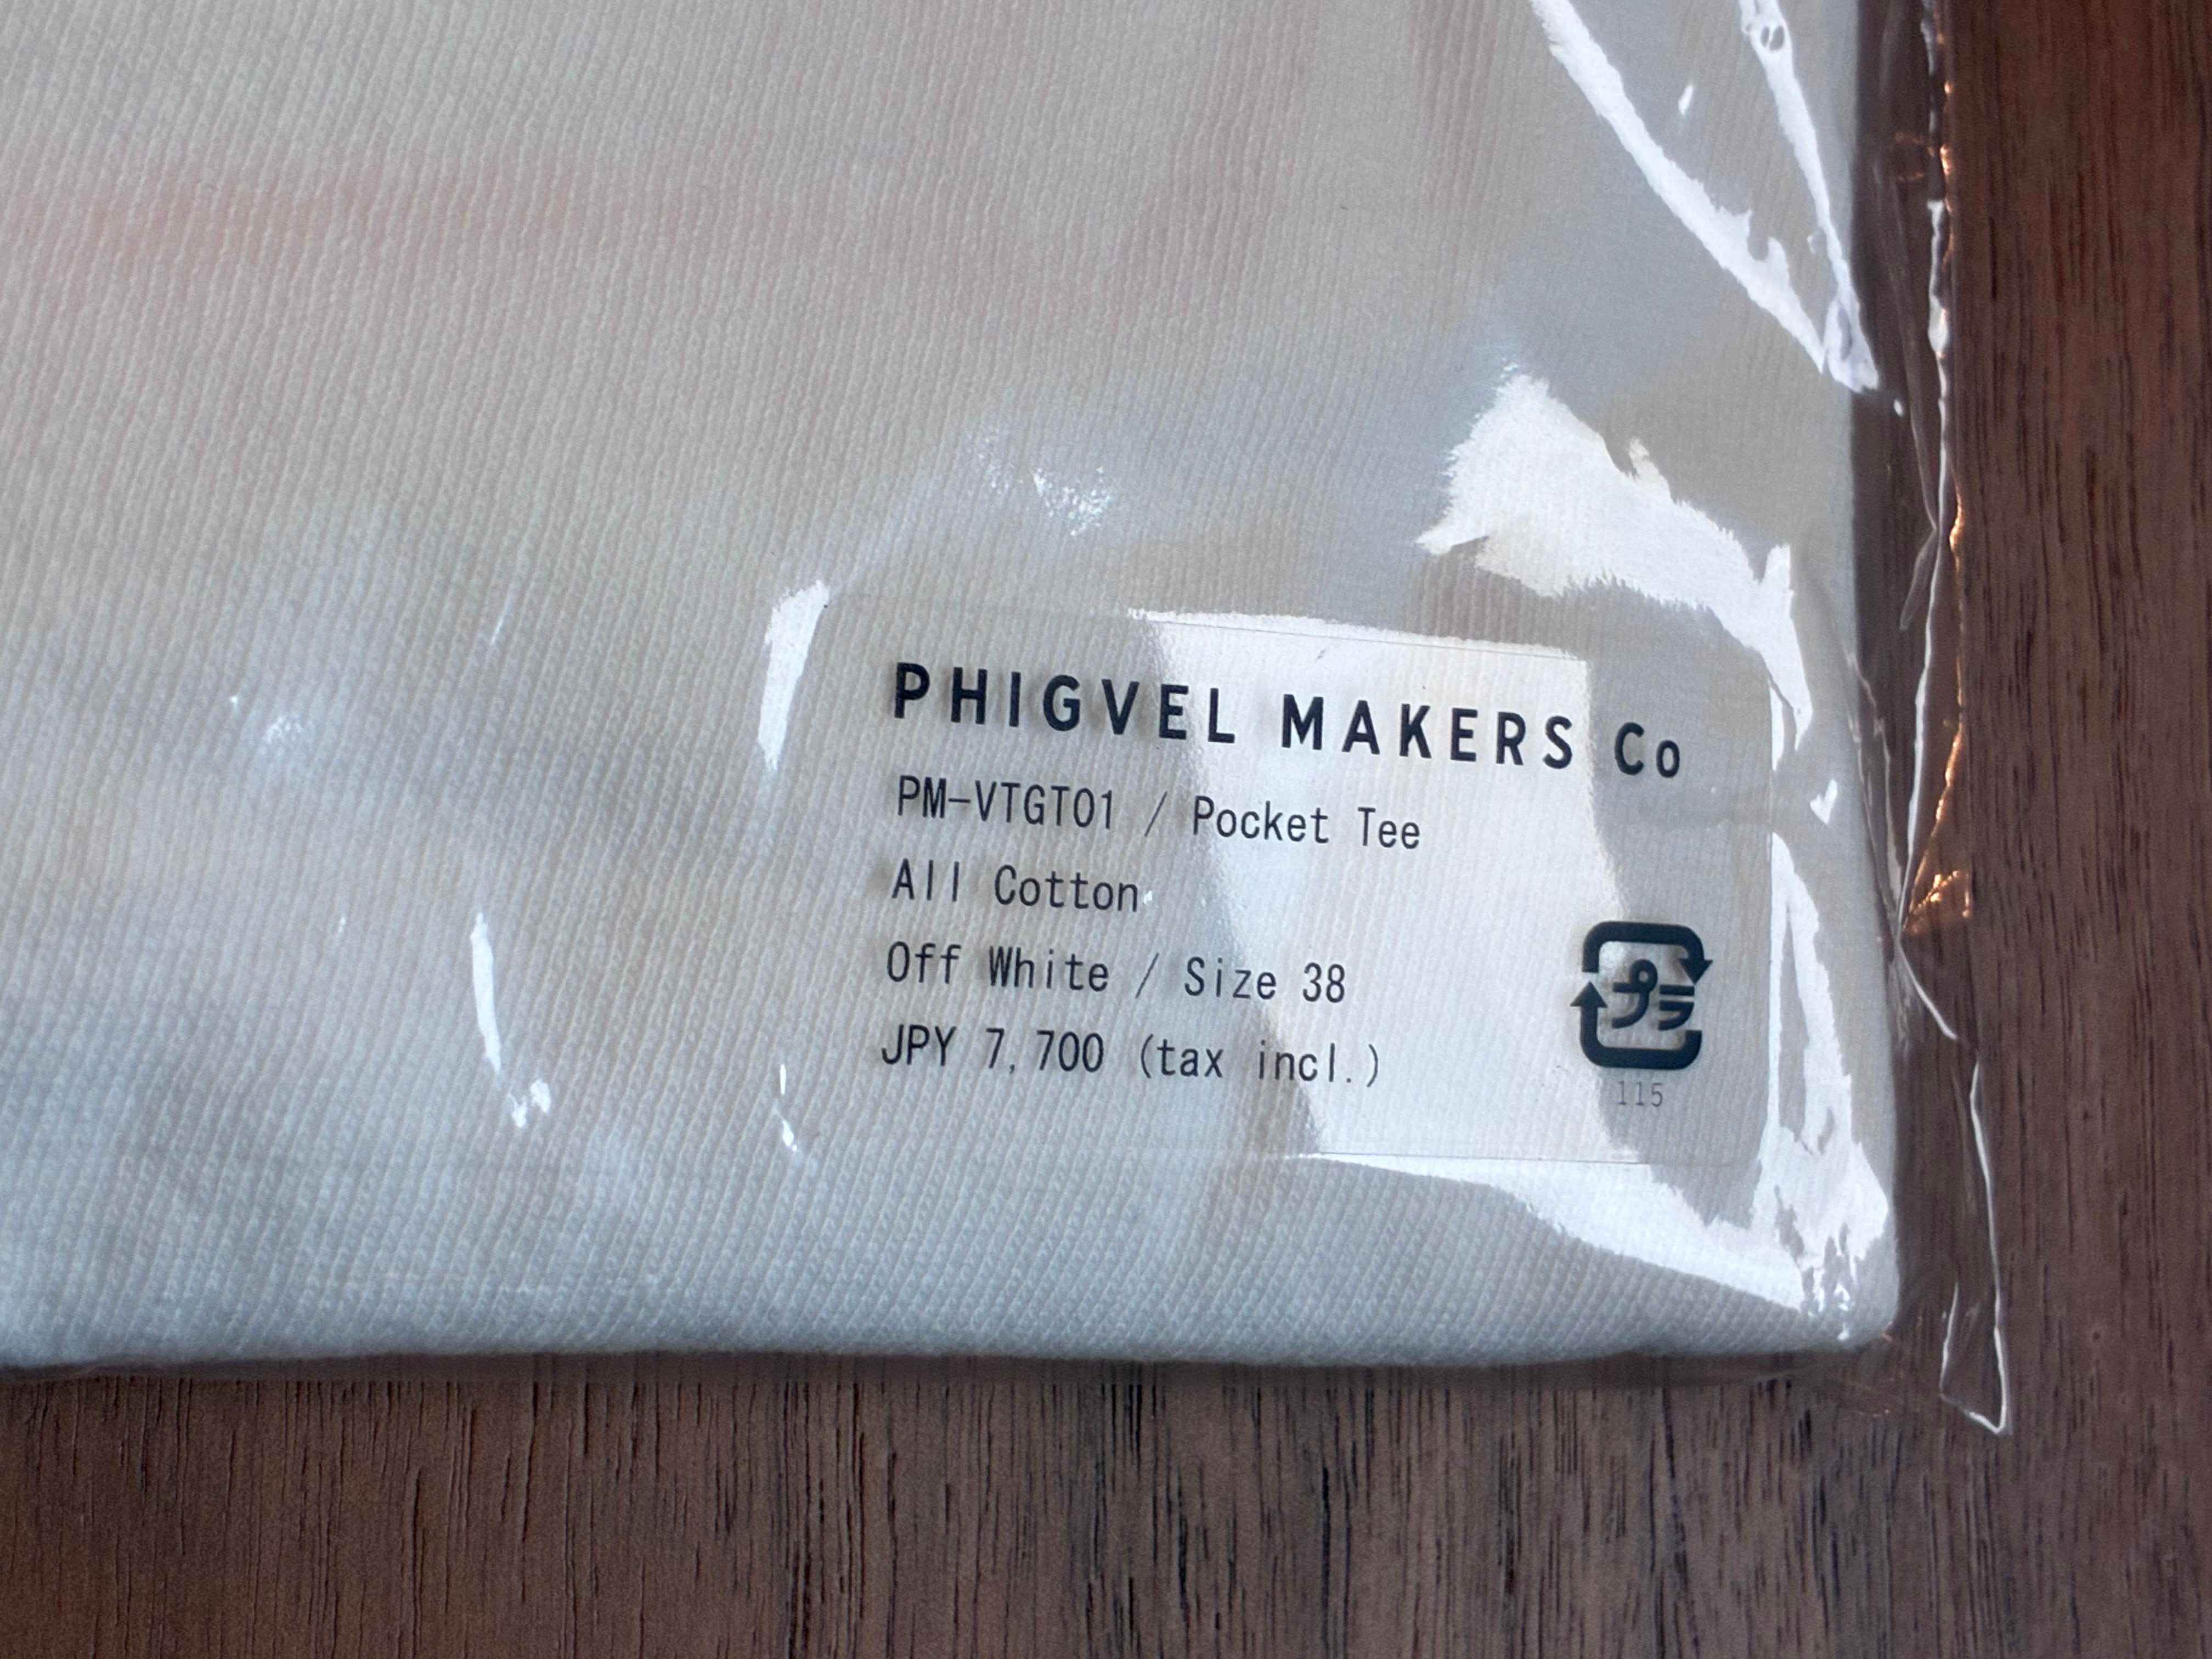 PHIGVEL MAKERS Co
PM-VTGT01 / Pocket Tee
All Cotton
Off White / Size 38
JPY 7,700 (tax incl.)
プラ
115